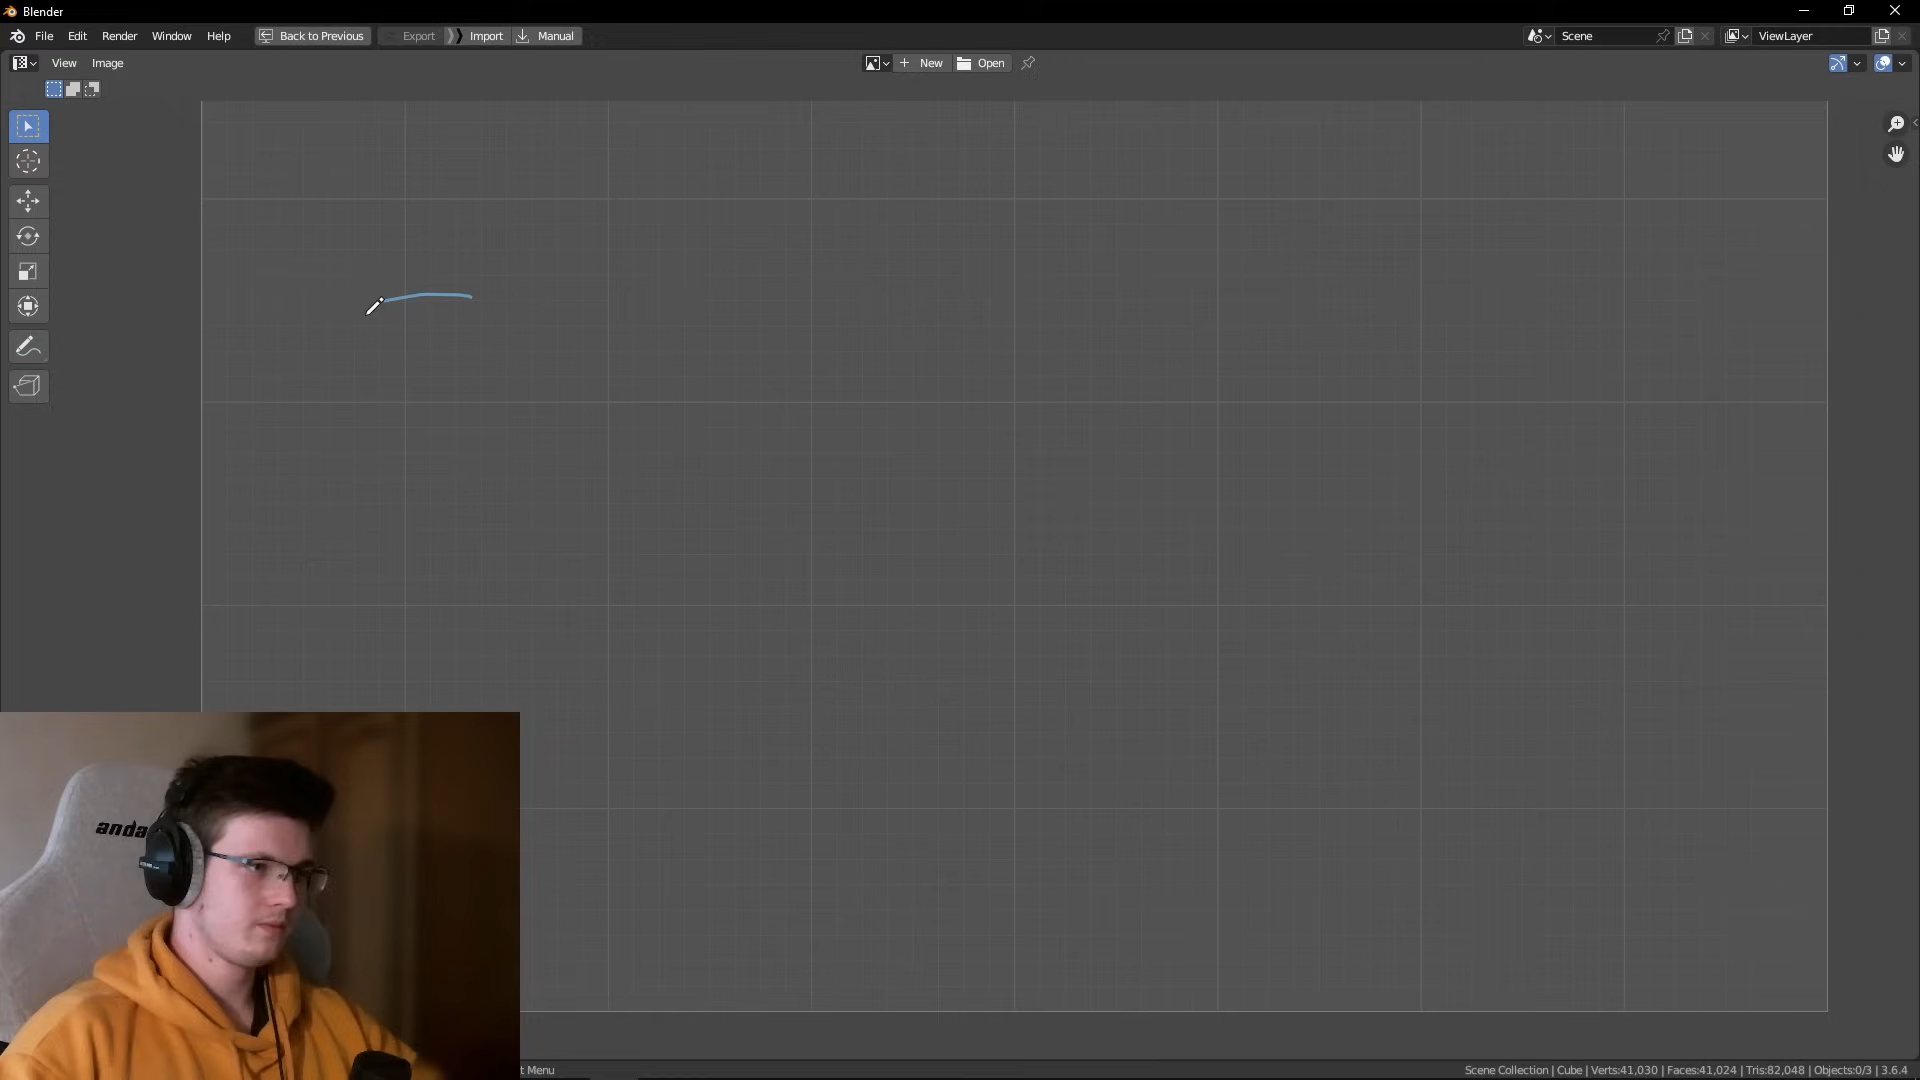 Blender
File Edit Render Window Help Back to Previous Export Import Manual Scene ViewLayer
View Image New Open
anda
t Menu
Scene Collection | Cube | Verts:41,030 | Faces:41,024 | Tris:82,048 | Objects:0/3 | 3.6.4